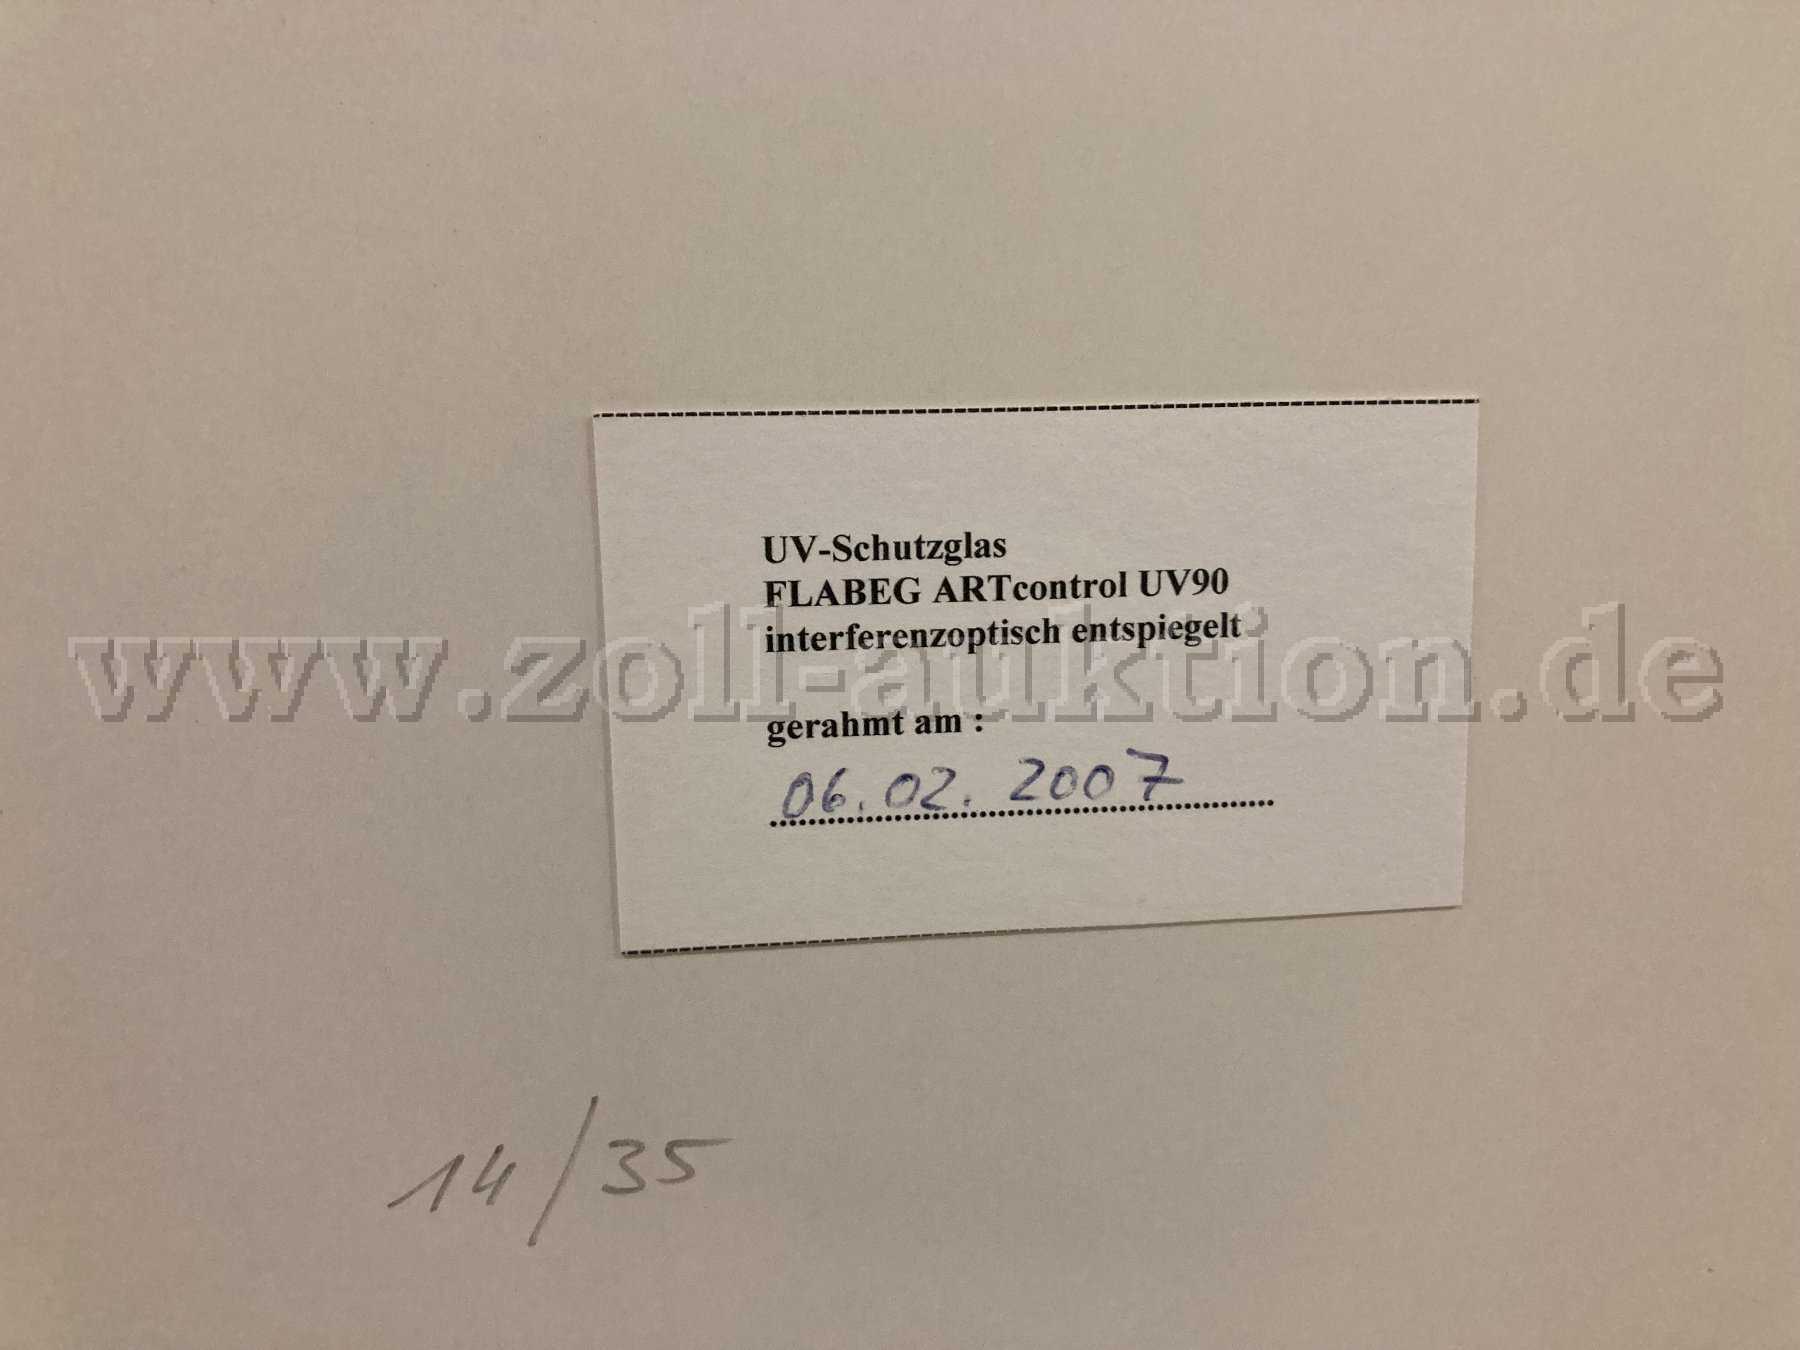 UV-Schutzglas
FLABEG ARTcontrol UV90
interferenzoptisch entspiegelt
www.zoll-auktion.de
gerahmt am :
06.02.2007
14/35